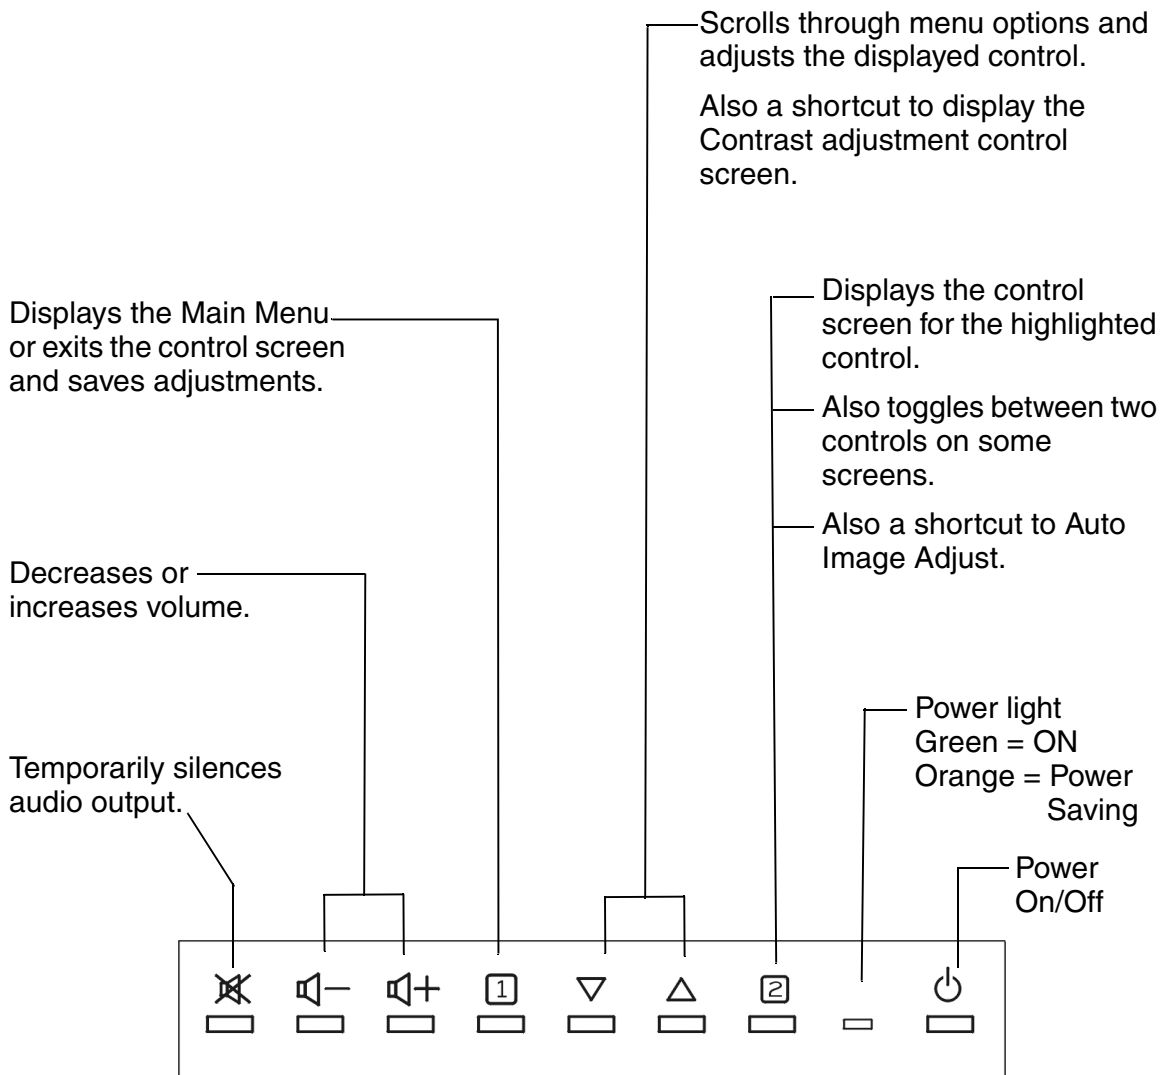 Scrolls through menu options and
adjusts the displayed control.
Also a shortcut to display the
Contrast adjustment control
screen.
Displays the Main Menu
or exits the control screen
and saves adjustments.
Displays the control
screen for the highlighted
control.
Also toggles between two
controls on some
screens.
Also a shortcut to Auto
Image Adjust.
Decreases or
increases volume.
Power light
Green = ON
Orange = Power
Saving
Temporarily silences
audio output.
Power
On/Off
1
2